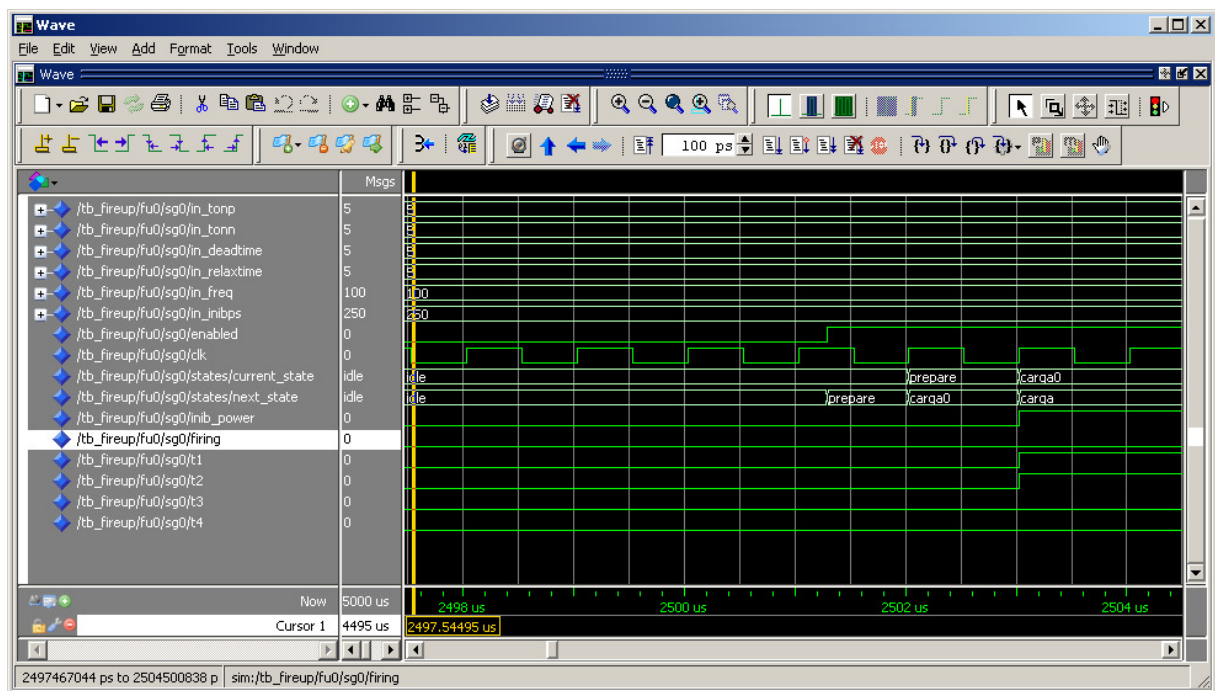 Wave
File Edit View Add Format Tools Window
Wave
100 ps
Msgs
/tb_fireup/fu0/sg0/in_tonp 5 5
/tb_fireup/fu0/sg0/in_tonn 5 5
/tb_fireup/fu0/sg0/in_deadtime 5 5
/tb_fireup/fu0/sg0/in_relaxtime 5 5
/tb_fireup/fu0/sg0/in_freq 100 100
/tb_fireup/fu0/sg0/in_inibps 250 250
/tb_fireup/fu0/sg0/enabled 0
/tb_fireup/fu0/sg0/clk 0
/tb_fireup/fu0/sg0/states/current_state idle idle prepare carga0
/tb_fireup/fu0/sg0/states/next_state idle idle prepare carga0 carga
/tb_fireup/fu0/sg0/inib_power 0
/tb_fireup/fu0/sg0/firing 0
/tb_fireup/fu0/sg0/t1 0
/tb_fireup/fu0/sg0/t2 0
/tb_fireup/fu0/sg0/t3 0
/tb_fireup/fu0/sg0/t4 0
Now 5000 us 2498 us 2500 us 2502 us 2504 us
Cursor 1 4495 us 2497.54495 us
2497467044 ps to 2504500838 p sim:/tb_fireup/fu0/sg0/firing